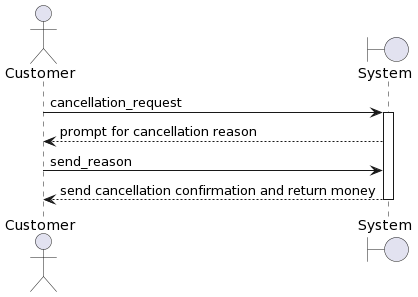 Customer
System
cancellation_request
prompt for cancellation reason
send_reason
send cancellation confirmation and return money
Customer
System